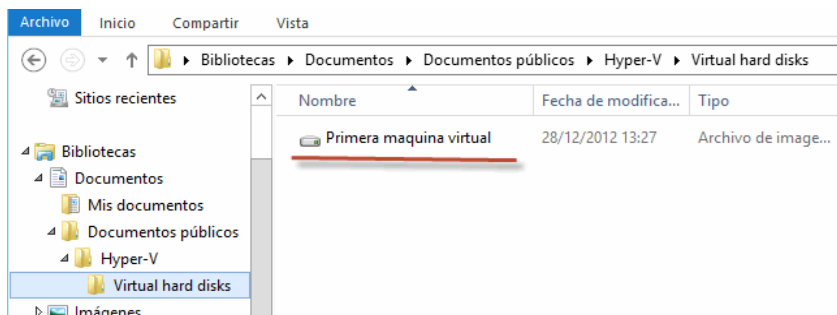 Archivo Inicio Compartir Vista
Bibliotecas Documentos Documentos públicos Hyper-V Virtual hard disks
Sitios recientes
Bibliotecas
Documentos
Mis documentos
Documentos públicos
Hyper-V
Virtual hard disks
Imágenes
Nombre Fecha de modifica... Tipo
Primera maquina virtual 28/12/2012 13:27 Archivo de image...